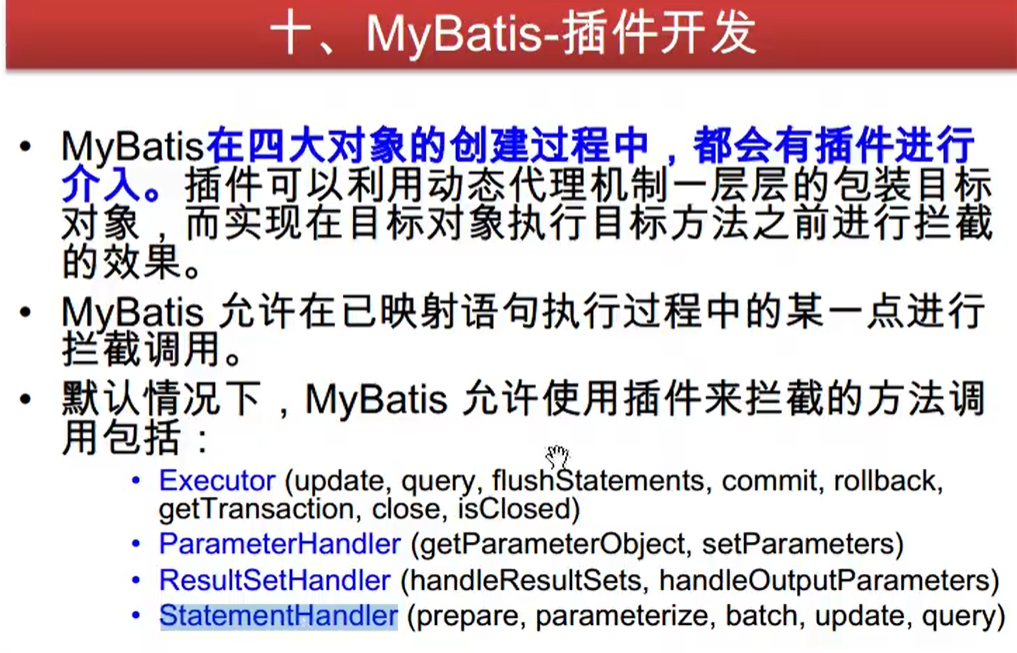 十、MyBatis-插件开发
• MyBatis在四大对象的创建过程中，都会有插件进行
介入。插件可以利用动态代理机制一层层的包装目标
对象，而实现在目标对象执行目标方法之前进行拦截
的效果。
• MyBatis 允许在已映射语句执行过程中的某一点进行
拦截调用。
• 默认情况下，MyBatis 允许使用插件来拦截的方法调
用包括：
• Executor (update, query, flushStatements, commit, rollback,
getTransaction, close, isClosed)
• ParameterHandler (getParameterObject, setParameters)
• ResultSetHandler (handleResultSets, handleOutputParameters)
• StatementHandler (prepare, parameterize, batch, update, query)